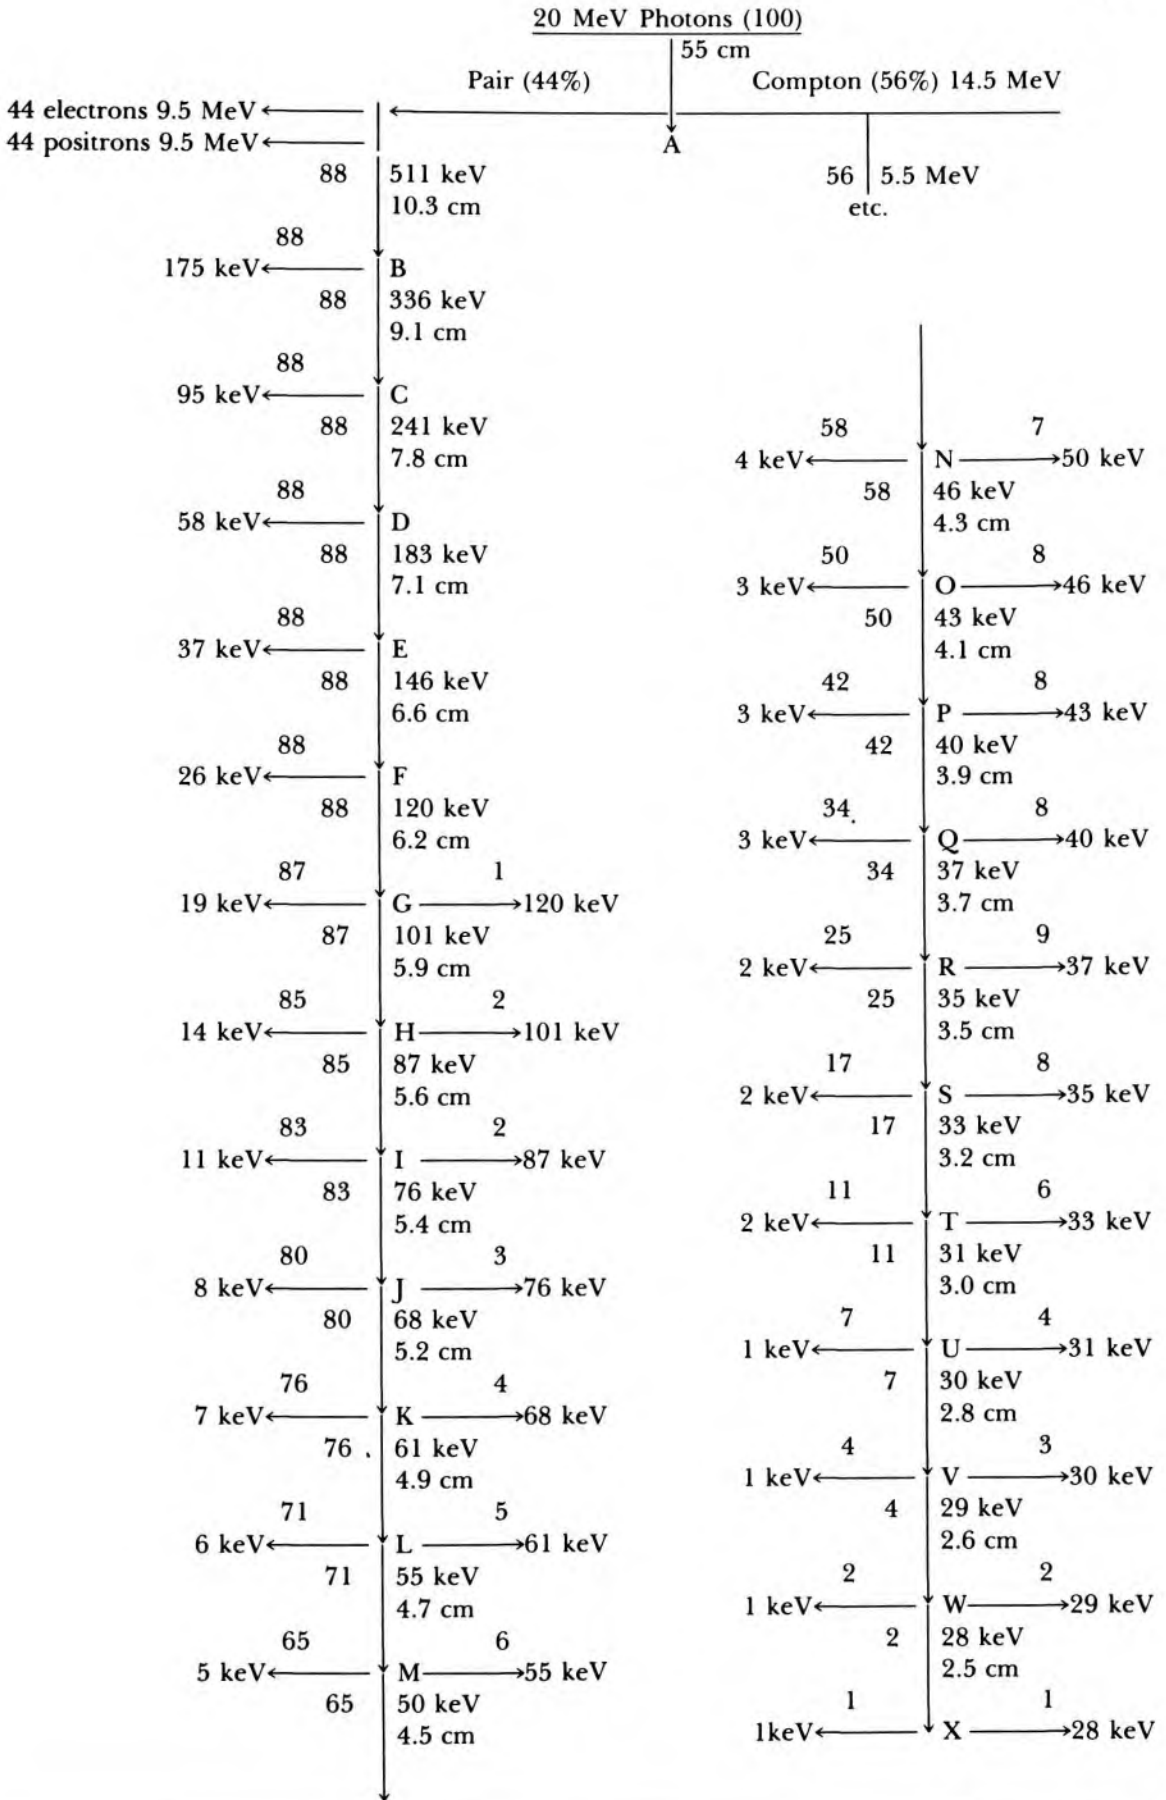 20 MeV Photons (100)
55 cm
Pair (44%) Compton (56%) 14.5 MeV
44 electrons 9.5 MeV
44 positrons 9.5 MeV
A
88 511 keV
10.3 cm
56 5.5 MeV
etc.
88
175 keV B
88 336 keV
9.1 cm
88
95 keV C
88 241 keV
7.8 cm
88
58 keV D
88 183 keV
7.1 cm
88
37 keV E
88 146 keV
6.6 cm
88
26 keV F
88 120 keV
6.2 cm
87 1
19 keV G 120 keV
87 101 keV
5.9 cm
85 2
14 keV H 101 keV
85 87 keV
5.6 cm
83 2
11 keV I 87 keV
83 76 keV
5.4 cm
80 3
8 keV J 76 keV
80 68 keV
5.2 cm
76 4
7 keV K 68 keV
76 61 keV
4.9 cm
71 5
6 keV L 61 keV
71 55 keV
4.7 cm
65 6
5 keV M 55 keV
65 50 keV
4.5 cm
58 7
4 keV N 50 keV
58 46 keV
4.3 cm
50 8
3 keV O 46 keV
50 43 keV
4.1 cm
42 8
3 keV P 43 keV
42 40 keV
3.9 cm
34 8
3 keV Q 40 keV
34 37 keV
3.7 cm
25 9
2 keV R 37 keV
25 35 keV
3.5 cm
17 8
2 keV S 35 keV
17 33 keV
3.2 cm
11 6
2 keV T 33 keV
11 31 keV
3.0 cm
7 4
1 keV U 31 keV
7 30 keV
2.8 cm
4 3
1 keV V 30 keV
4 29 keV
2.6 cm
2 2
1 keV W 29 keV
2 28 keV
2.5 cm
1 1
1keV X 28 keV